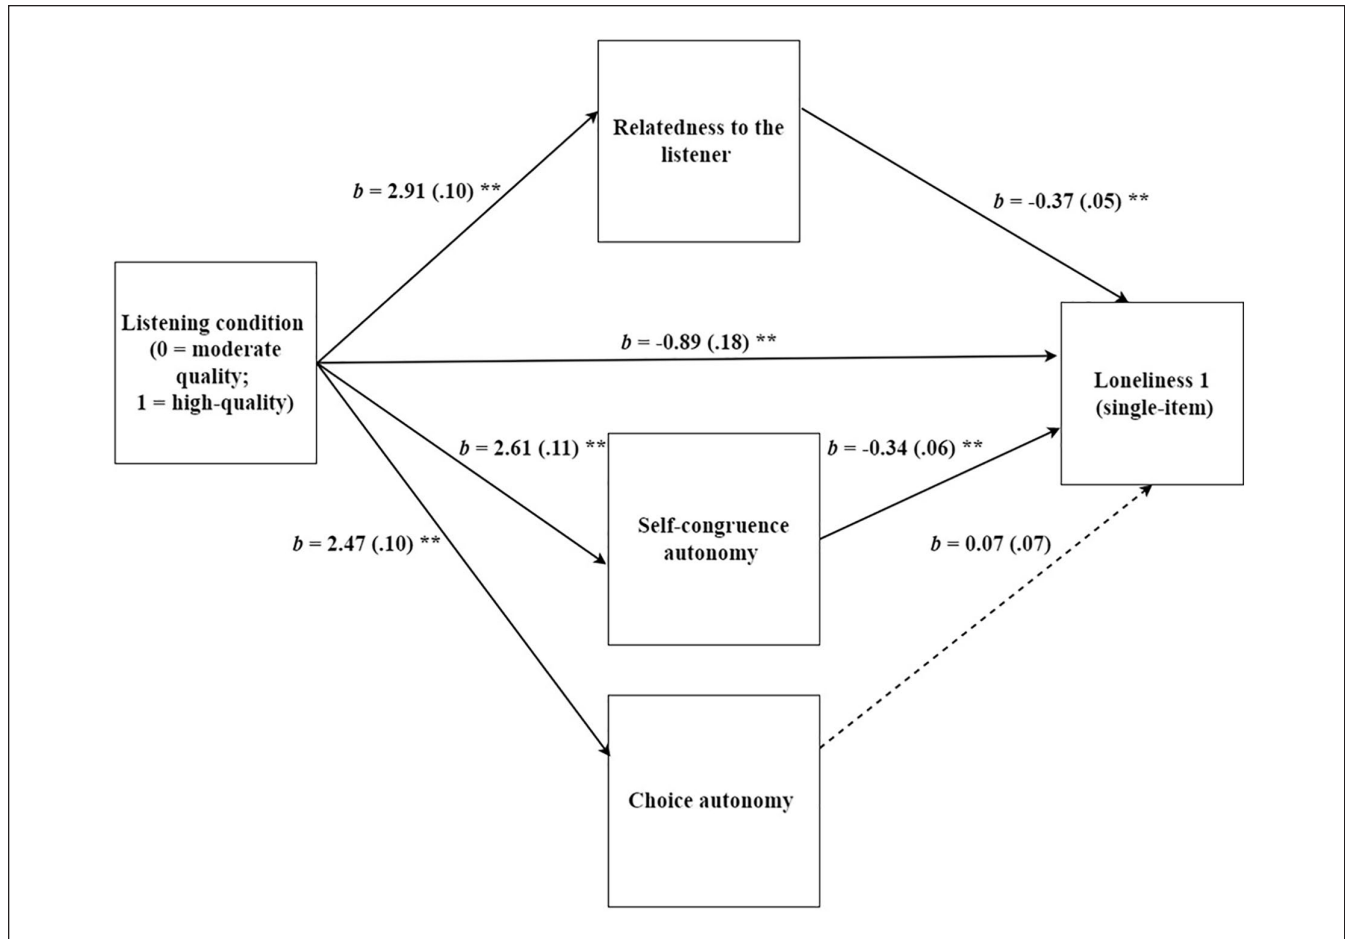 Relatedness to the
listener
b = 2.91 (.10) **
b = -0.37 (.05) **
Listening condition
(0 = moderate
quality;
1 = high-quality)
b = -0.89 (.18) **
Loneliness 1
(single-item)
b = 2.61 (.11) **
b = -0.34 (.06) **
Self-congruence
autonomy
b = 2.47 (.10) **
b = 0.07 (.07)
Choice autonomy